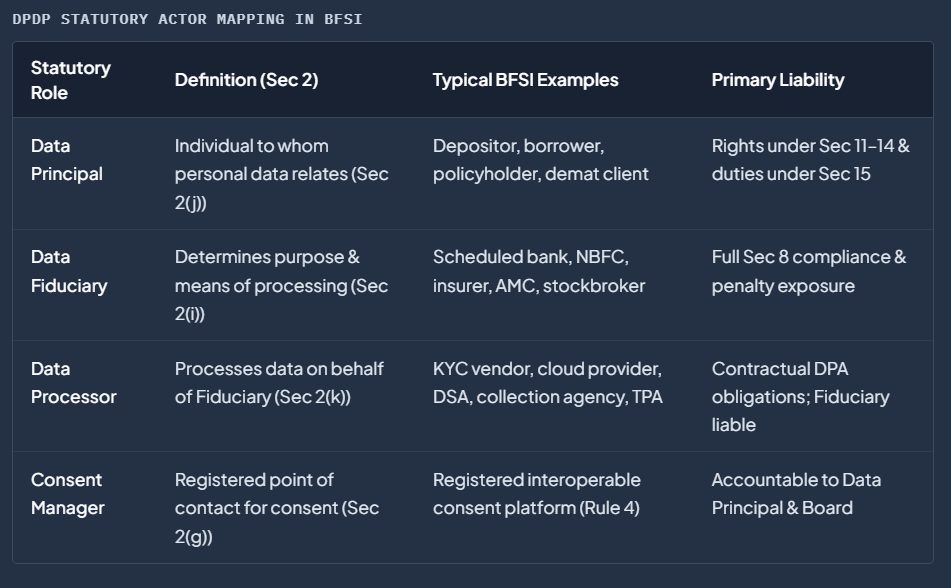 DPDP STATUTORY ACTOR MAPPING IN BFSI
Statutory Role | Definition (Sec 2) | Typical BFSI Examples | Primary Liability
Data Principal | Individual to whom personal data relates (Sec 2(j)) | Depositor, borrower, policyholder, demat client | Rights under Sec 11–14 & duties under Sec 15
Data Fiduciary | Determines purpose & means of processing (Sec 2(i)) | Scheduled bank, NBFC, insurer, AMC, stockbroker | Full Sec 8 compliance & penalty exposure
Data Processor | Processes data on behalf of Fiduciary (Sec 2(k)) | KYC vendor, cloud provider, DSA, collection agency, TPA | Contractual DPA obligations; Fiduciary liable
Consent Manager | Registered point of contact for consent (Sec 2(g)) | Registered interoperable consent platform (Rule 4) | Accountable to Data Principal & Board